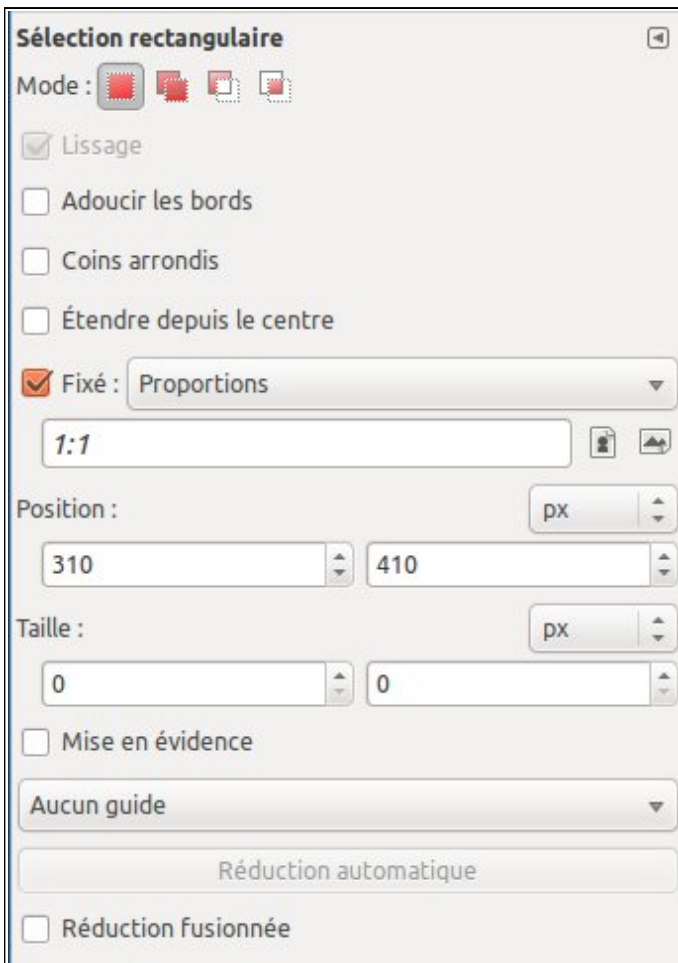 Sélection rectangulaire
Mode :
Lissage
Adoucir les bords
Coins arrondis
Étendre depuis le centre
Fixé : Proportions
1:1
Position : px
310 410
Taille : px
0 0
Mise en évidence
Aucun guide
Réduction automatique
Réduction fusionnée